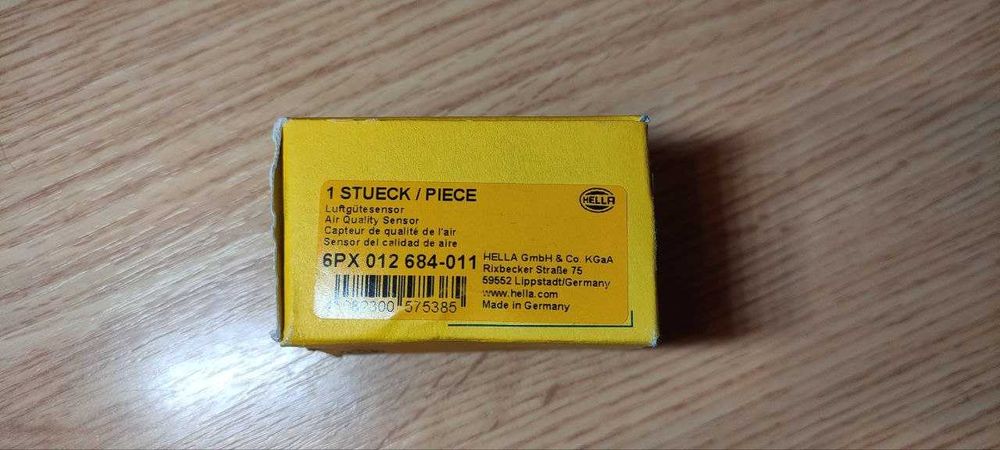 1 STUECK / PIECE
HELLA
Luftgütesensor
Air Quality Sensor
Capteur de qualité de l'air
Sensor del calidad de aire
6PX 012 684-011
575385
HELLA GmbH & Co. KGaA
Rixbecker Straße 75
59552 Lippstadt/Germany
www.hella.com
Made in Germany